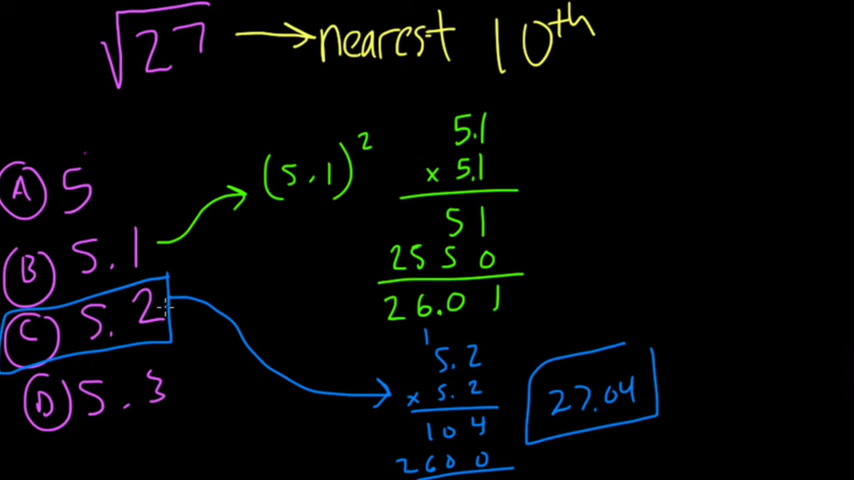 √27 → nearest 10th
(5.1)²
5.1
x 5.1
51
2550
26.01
A 5
B 5.1
C 5.2
D 5.3
1
5.2
x 5.2
104
2600
27.04